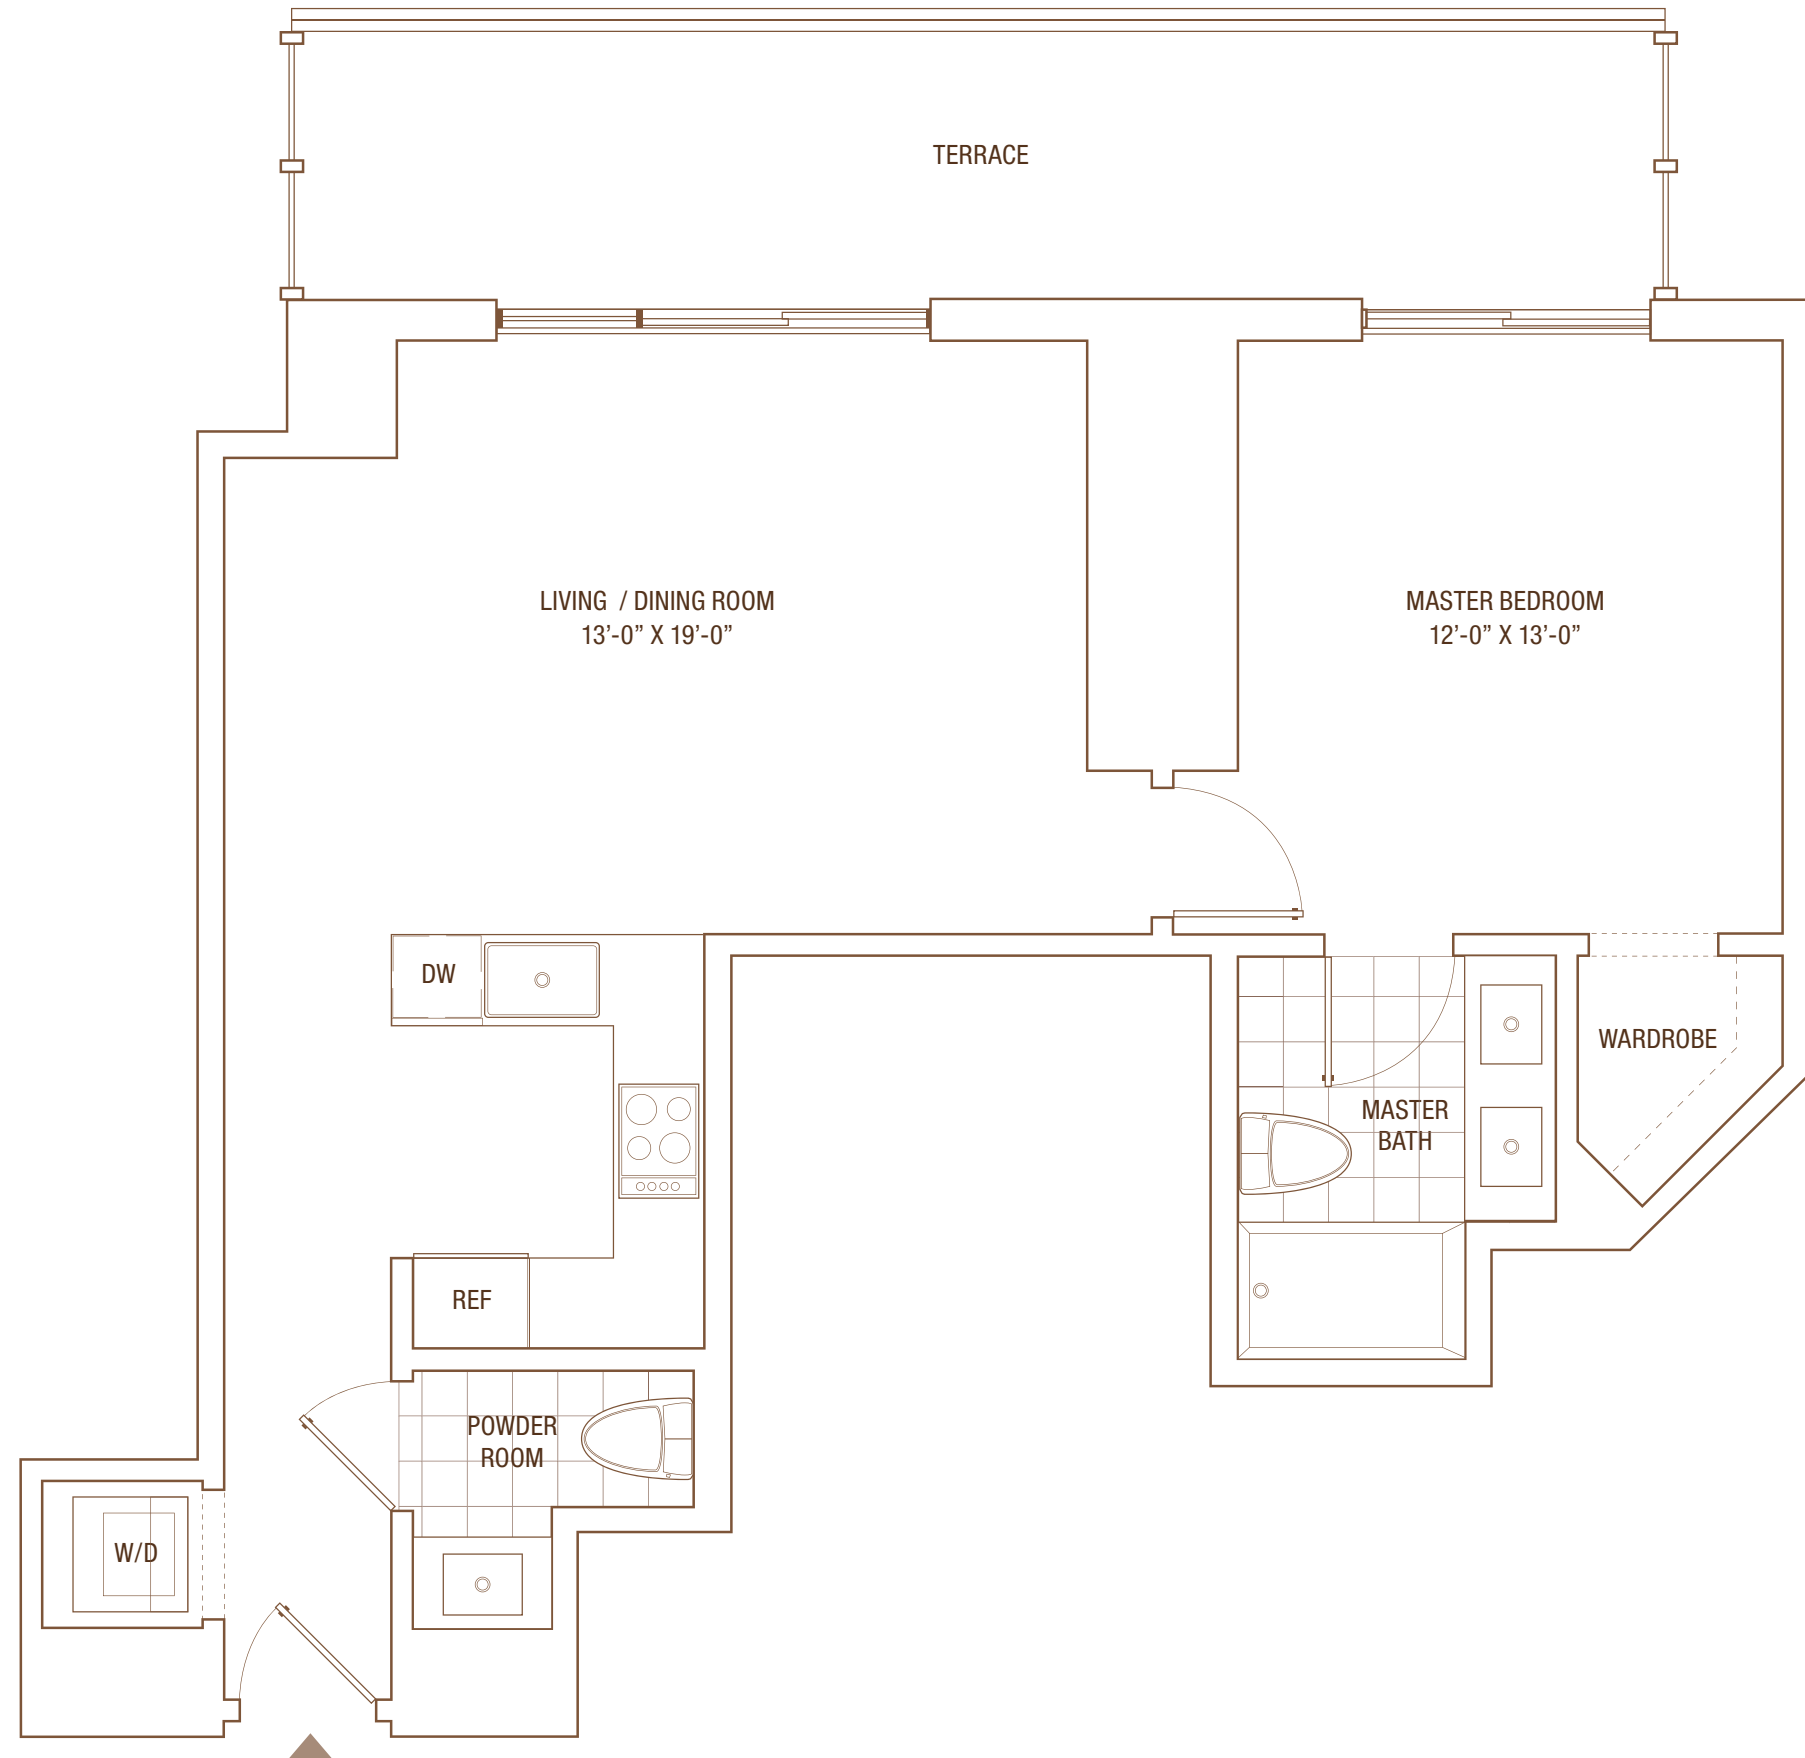 TERRACE
LIVING / DINING ROOM
13’-0” X 19’-0”
MASTER BEDROOM
12’-0” X 13’-0”
DW
WARDROBE
MASTER
BATH
REF
POWDER
ROOM
W/D